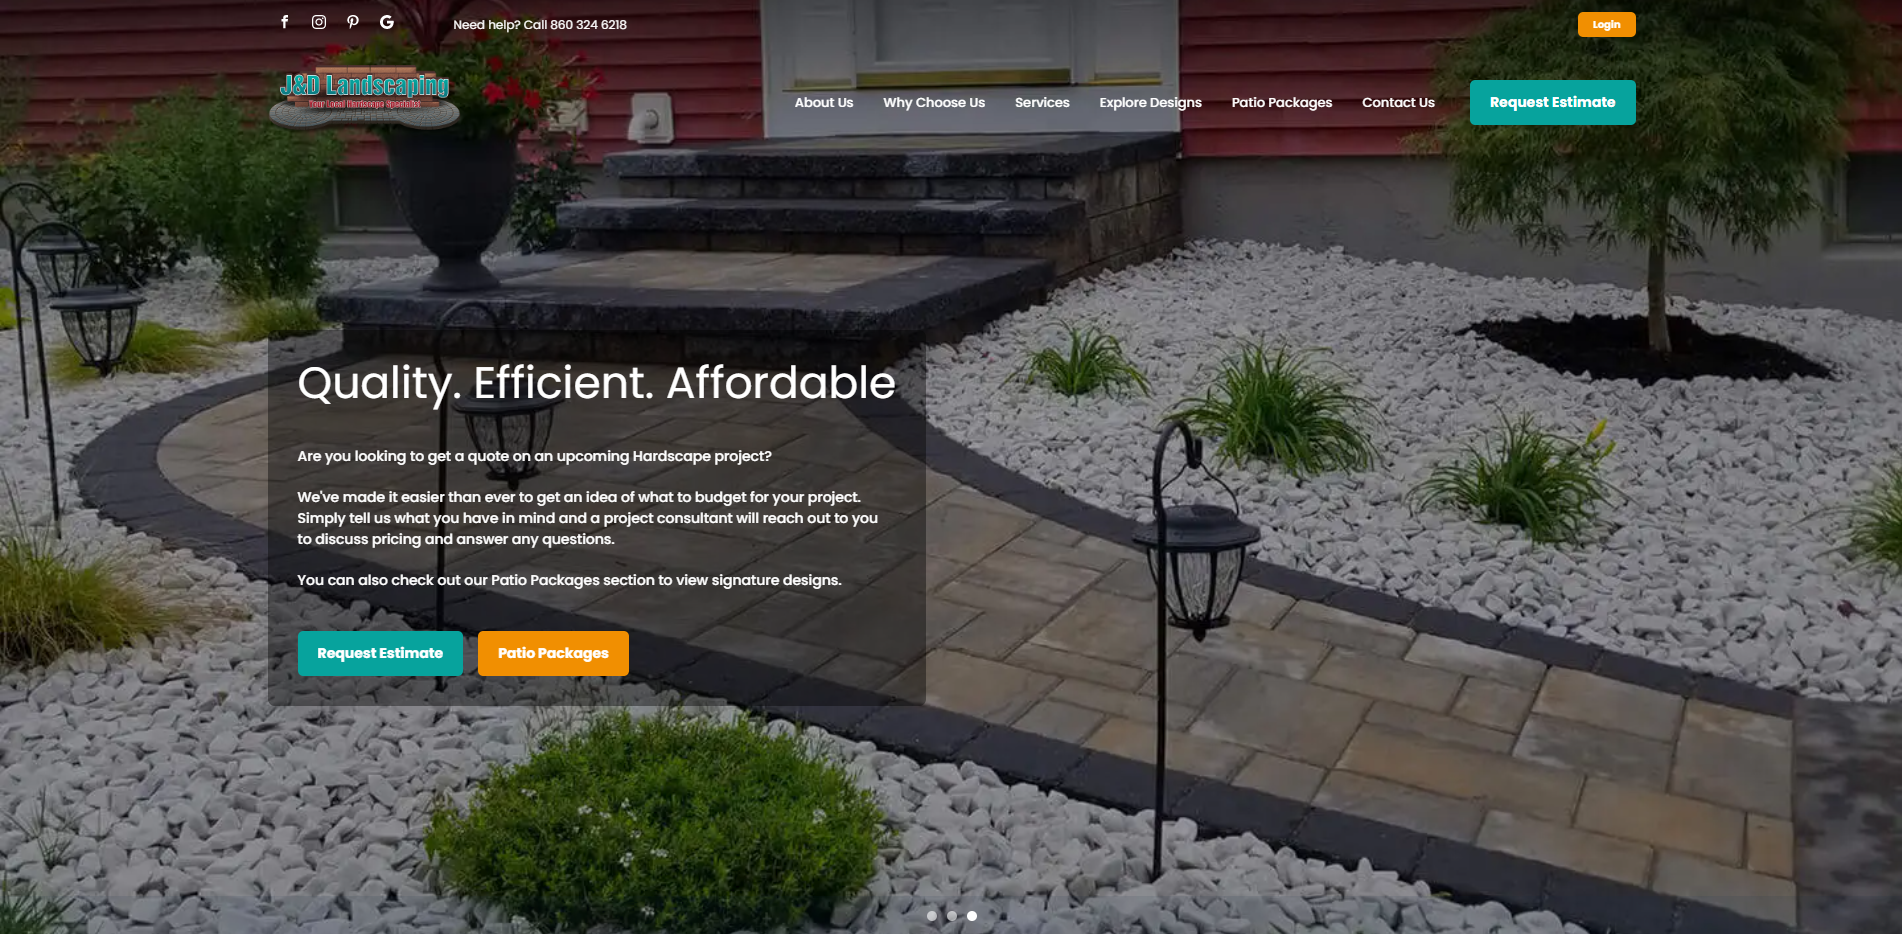 Need help? Call 860 324 6218
Login
J&D Landscaping
Your Local Hardscape Specialist
About Us
Why Choose Us
Services
Explore Designs
Patio Packages
Contact Us
Request Estimate
Quality. Efficient. Affordable
Are you looking to get a quote on an upcoming Hardscape project?
We've made it easier than ever to get an idea of what to budget for your project.
Simply tell us what you have in mind and a project consultant will reach out to you
to discuss pricing and answer any questions.
You can also check out our Patio Packages section to view signature designs.
Request Estimate
Patio Packages